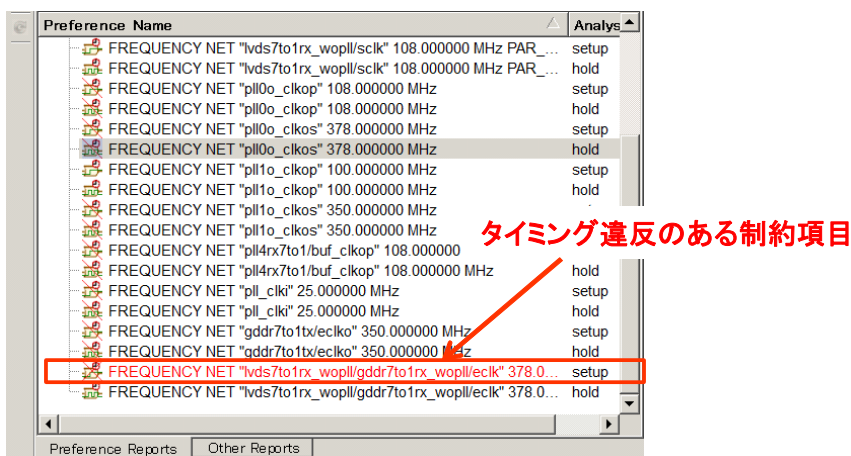 Preference Name Analys
FREQUENCY NET "lvds7to1rx_wopll/sclk" 108.000000 MHz PAR_... setup
FREQUENCY NET "lvds7to1rx_wopll/sclk" 108.000000 MHz PAR_... hold
FREQUENCY NET "pll0o_clkop" 108.000000 MHz setup
FREQUENCY NET "pll0o_clkop" 108.000000 MHz hold
FREQUENCY NET "pll0o_clkos" 378.000000 MHz setup
FREQUENCY NET "pll0o_clkos" 378.000000 MHz hold
FREQUENCY NET "pll1o_clkop" 100.000000 MHz setup
FREQUENCY NET "pll1o_clkop" 100.000000 MHz hold
FREQUENCY NET "pll1o_clkos" 350.000000 MHz
FREQUENCY NET "pll1o_clkos" 350.000000 MHz
タイミング違反のある制約項目
FREQUENCY NET "pll4rx7to1/buf_clkop" 108.000000
FREQUENCY NET "pll4rx7to1/buf_clkop" 108.000000 MHz hold
FREQUENCY NET "pll_clki" 25.000000 MHz setup
FREQUENCY NET "pll_clki" 25.000000 MHz hold
FREQUENCY NET "gddr7to1tx/eclko" 350.000000 MHz setup
FREQUENCY NET "gddr7to1tx/eclko" 350.000000 MHz hold
FREQUENCY NET "lvds7to1rx_wopll/gddr7to1rx_wopll/eclk" 378.0... setup
FREQUENCY NET "lvds7to1rx_wopll/gddr7to1rx_wopll/eclk" 378.0... hold
Preference Reports Other Reports